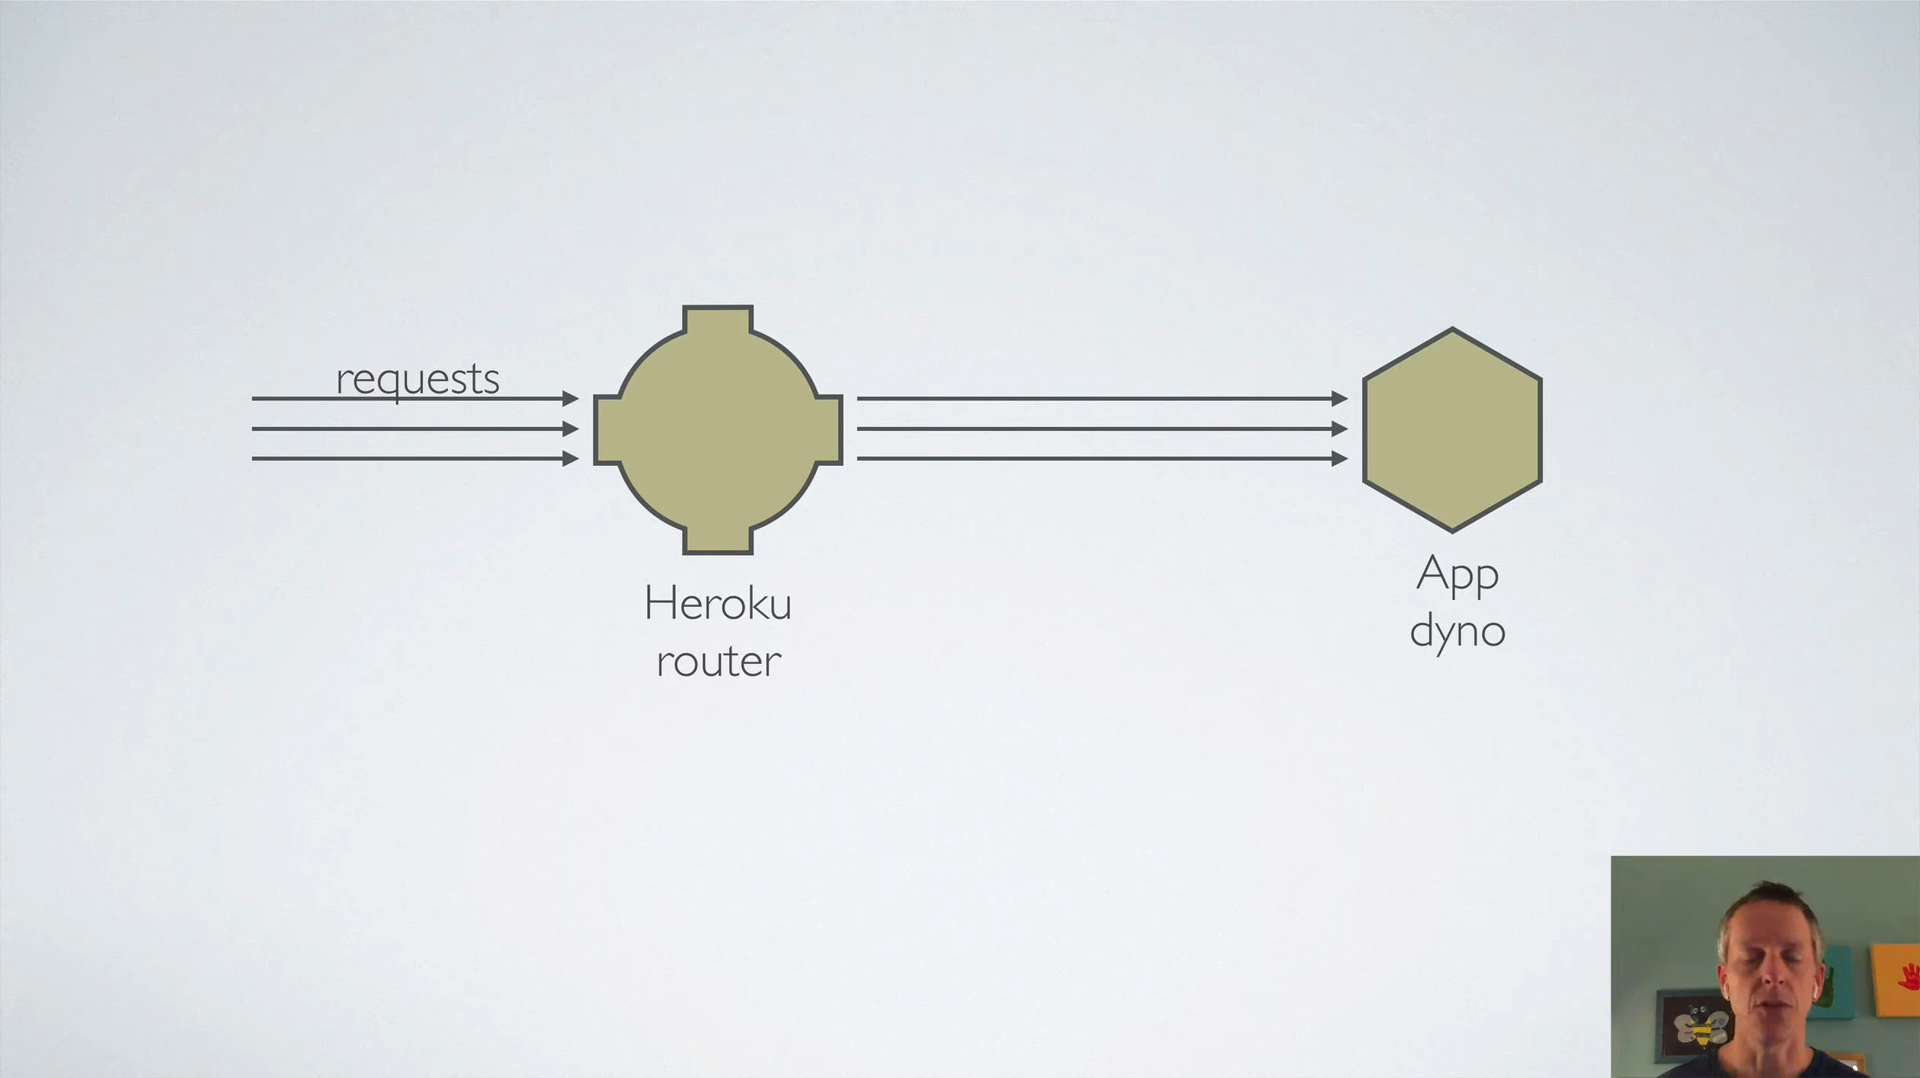 requests
Heroku
router
App
dyno